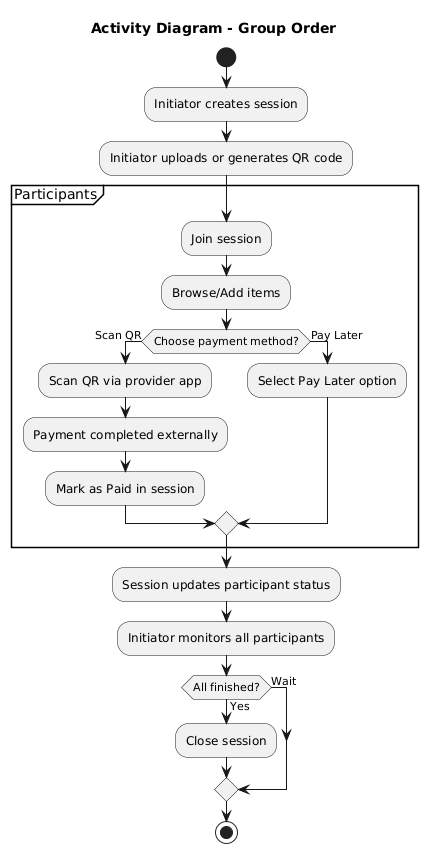 Activity Diagram - Group Order
Initiator creates session
Initiator uploads or generates QR code
Participants
Join session
Browse/Add items
Scan QR
Choose payment method?
Pay Later
Scan QR via provider app
Select Pay Later option
Payment completed externally
Mark as Paid in session
Session updates participant status
Initiator monitors all participants
All finished?
Wait
Yes
Close session